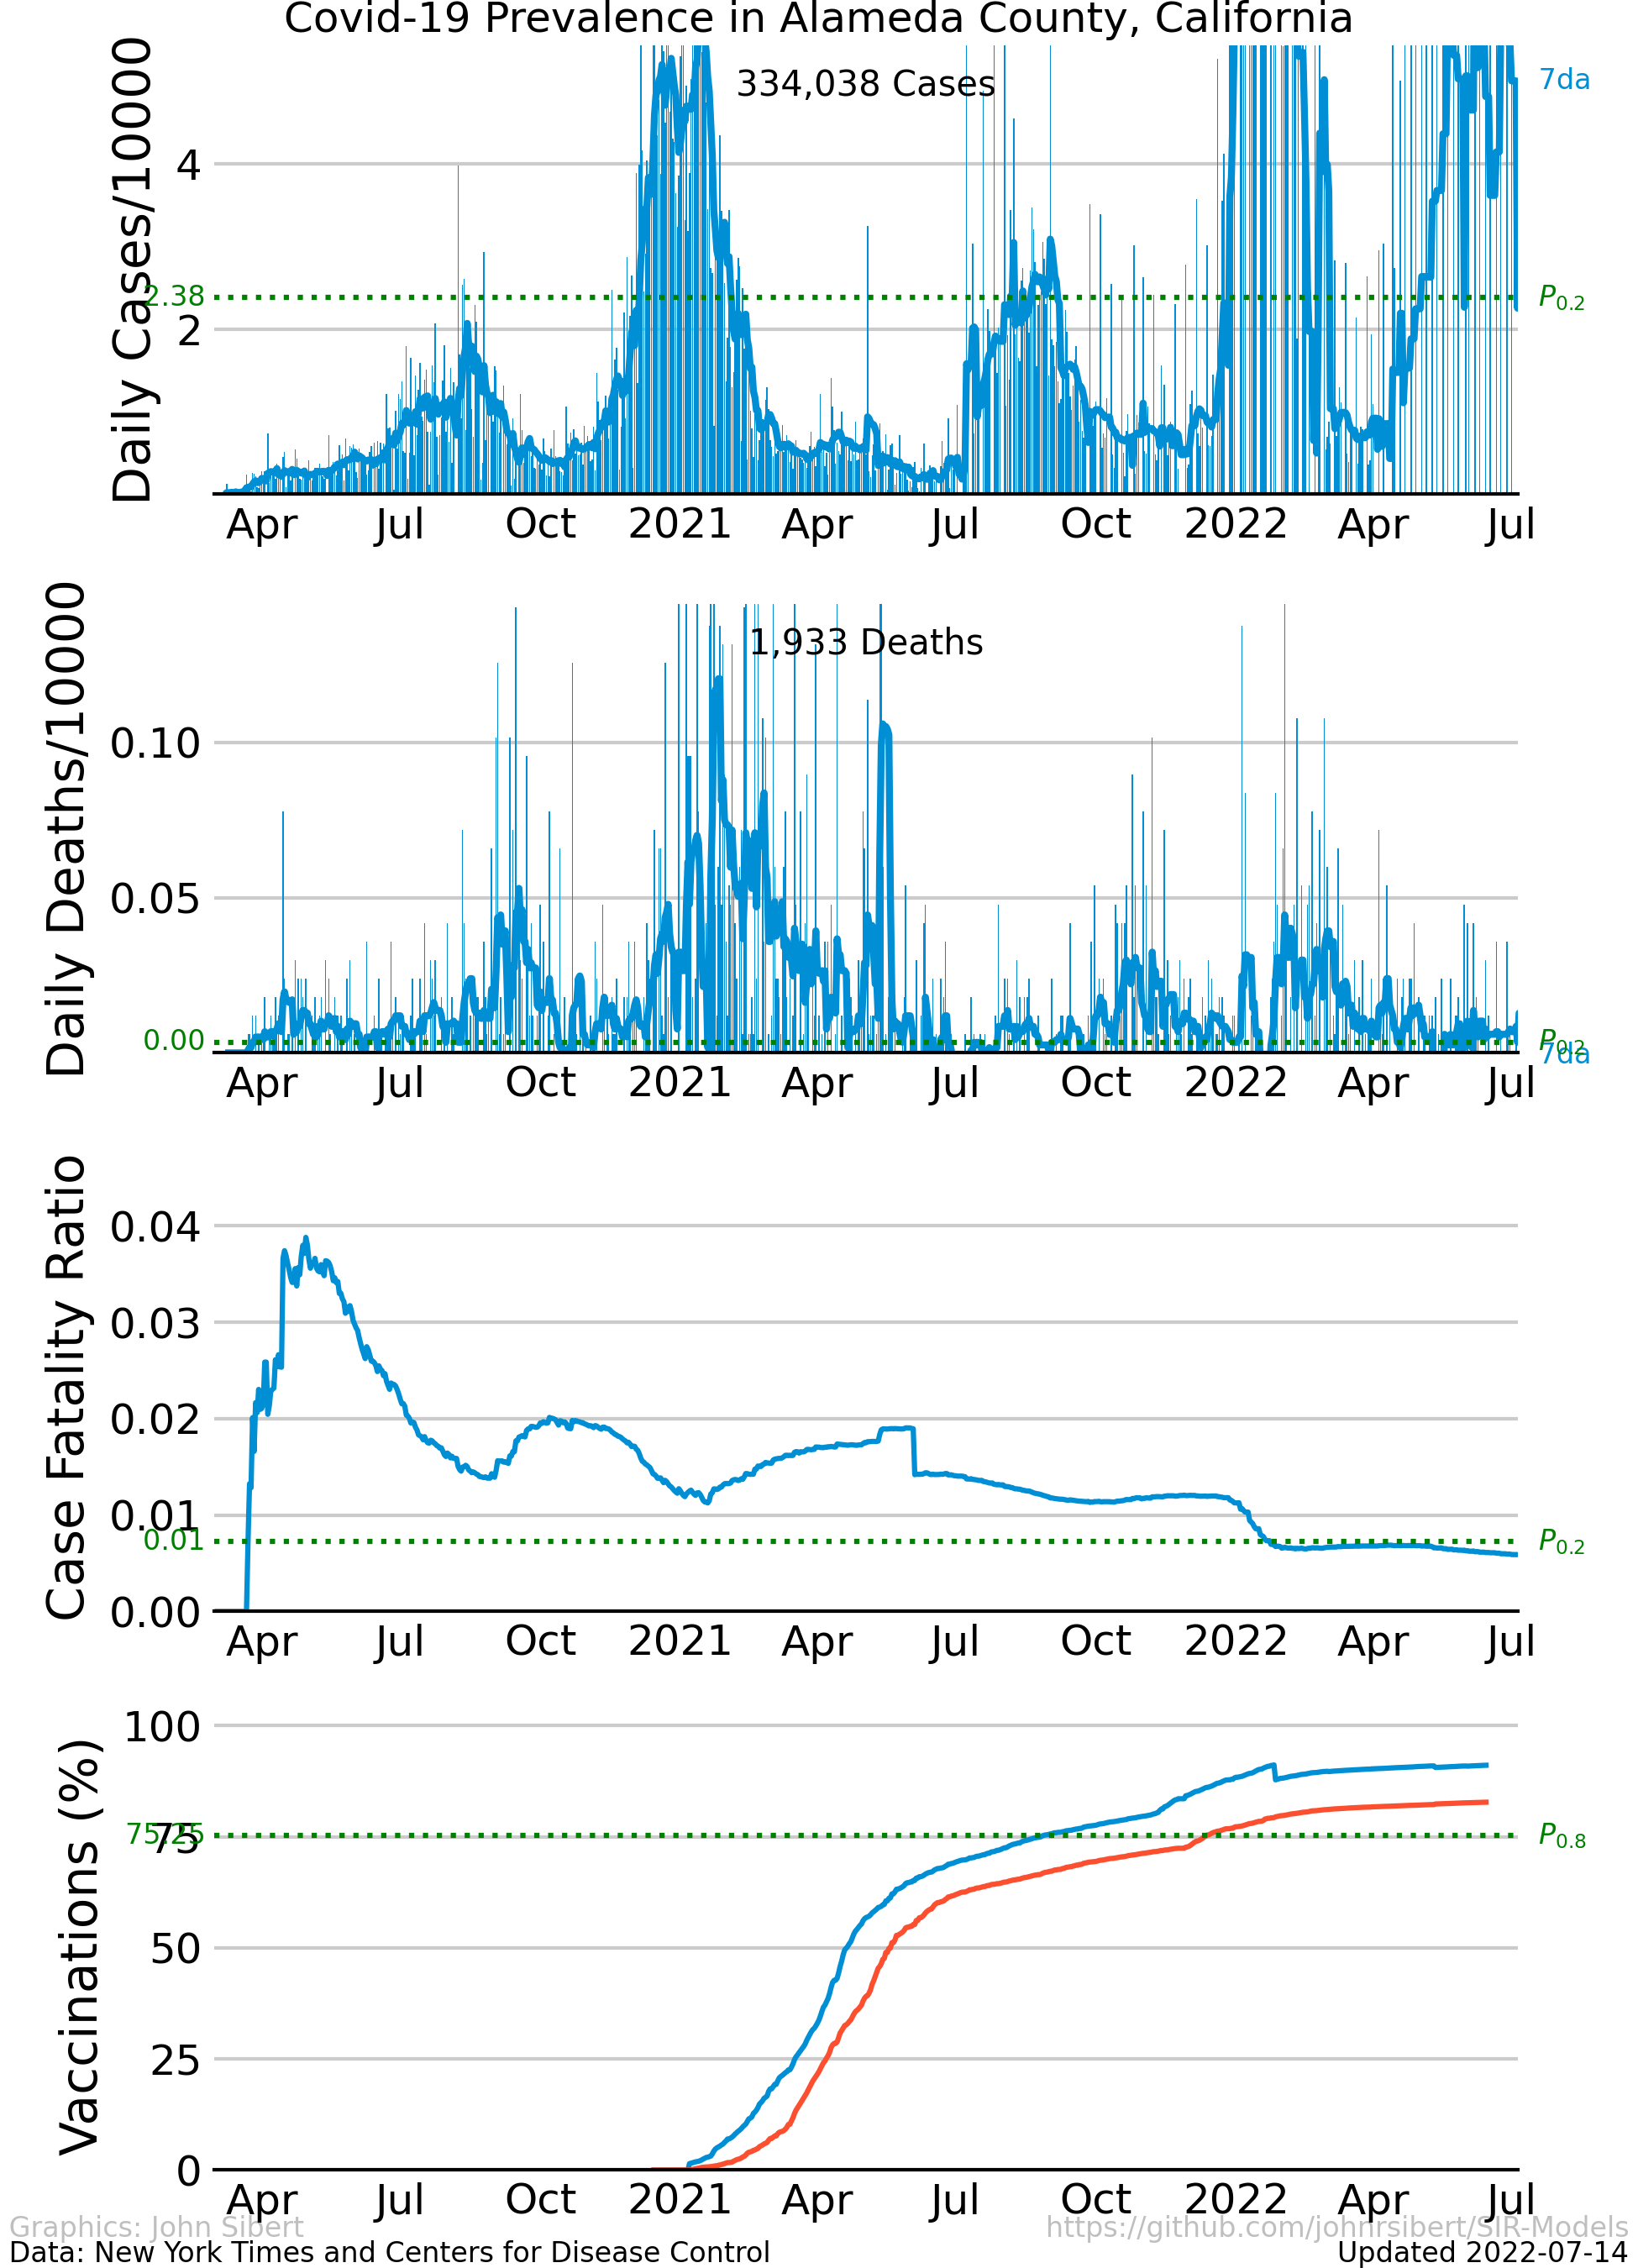 Covid-19 Prevalence in Alameda County, California
Daily Cases/10000
334,038 Cases
7da
4
2.38
P0.2
2
Apr Jul Oct 2021 Apr Jul Oct 2022 Apr Jul
Daily Deaths/10000
1,933 Deaths
0.10
0.05
0.00
P0.2
7da
Apr Jul Oct 2021 Apr Jul Oct 2022 Apr Jul
Case Fatality Ratio
0.04
0.03
0.02
0.01
0.01
P0.2
0.00
Apr Jul Oct 2021 Apr Jul Oct 2022 Apr Jul
Vaccinations (%)
100
75.25
75
P0.8
50
25
0
Apr Jul Oct 2021 Apr Jul Oct 2022 Apr Jul
Graphics: John Sibert
https://github.com/johnrsibert/SIR-Models
Data: New York Times and Centers for Disease Control
Updated 2022-07-14